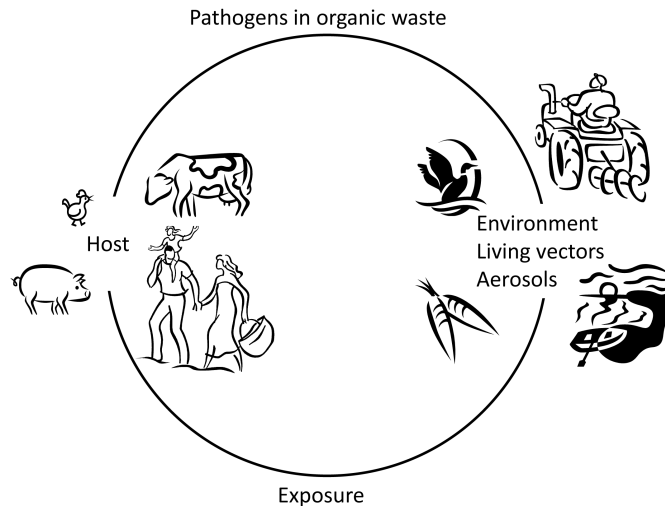 Pathogens in organic waste
Host
Environment
Living vectors
Aerosols
Exposure